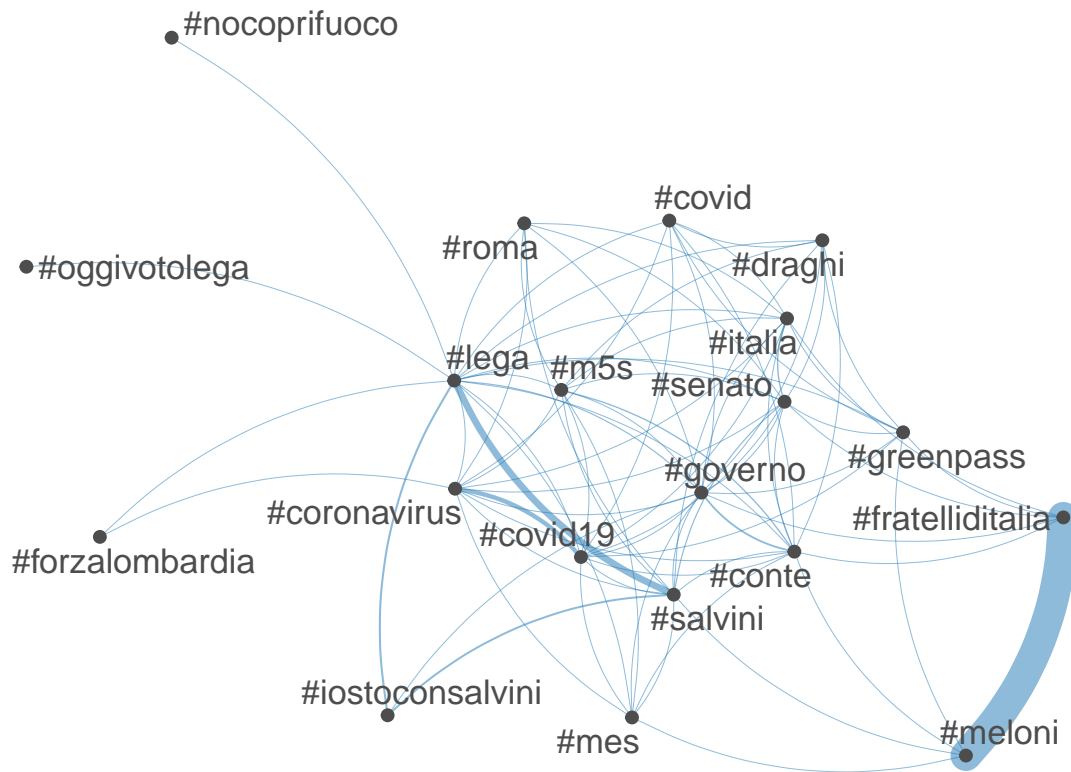 #nocoprifuoco
#covid
#roma
#draghi
#oggivotolega
#italia
#lega
#m5s
#senato
#greenpass
#governo
#coronavirus
#fratelliditalia
#covid19
#forzalombardia
#conte
#salvini
#iostoconsalvini
#meloni
#mes